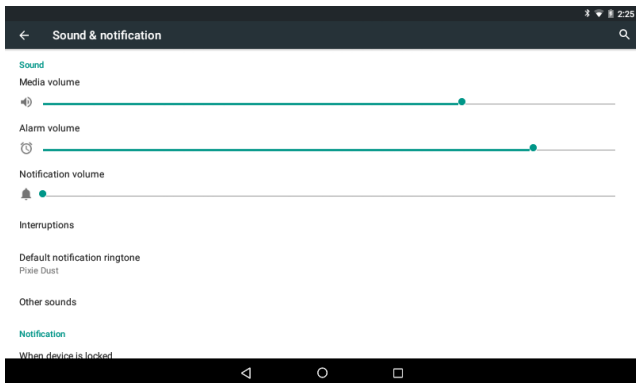 2:25
Sound & notification
Sound
Media volume
Alarm volume
Notification volume
Interruptions
Default notification ringtone
Pixie Dust
Other sounds
Notification
When device is locked